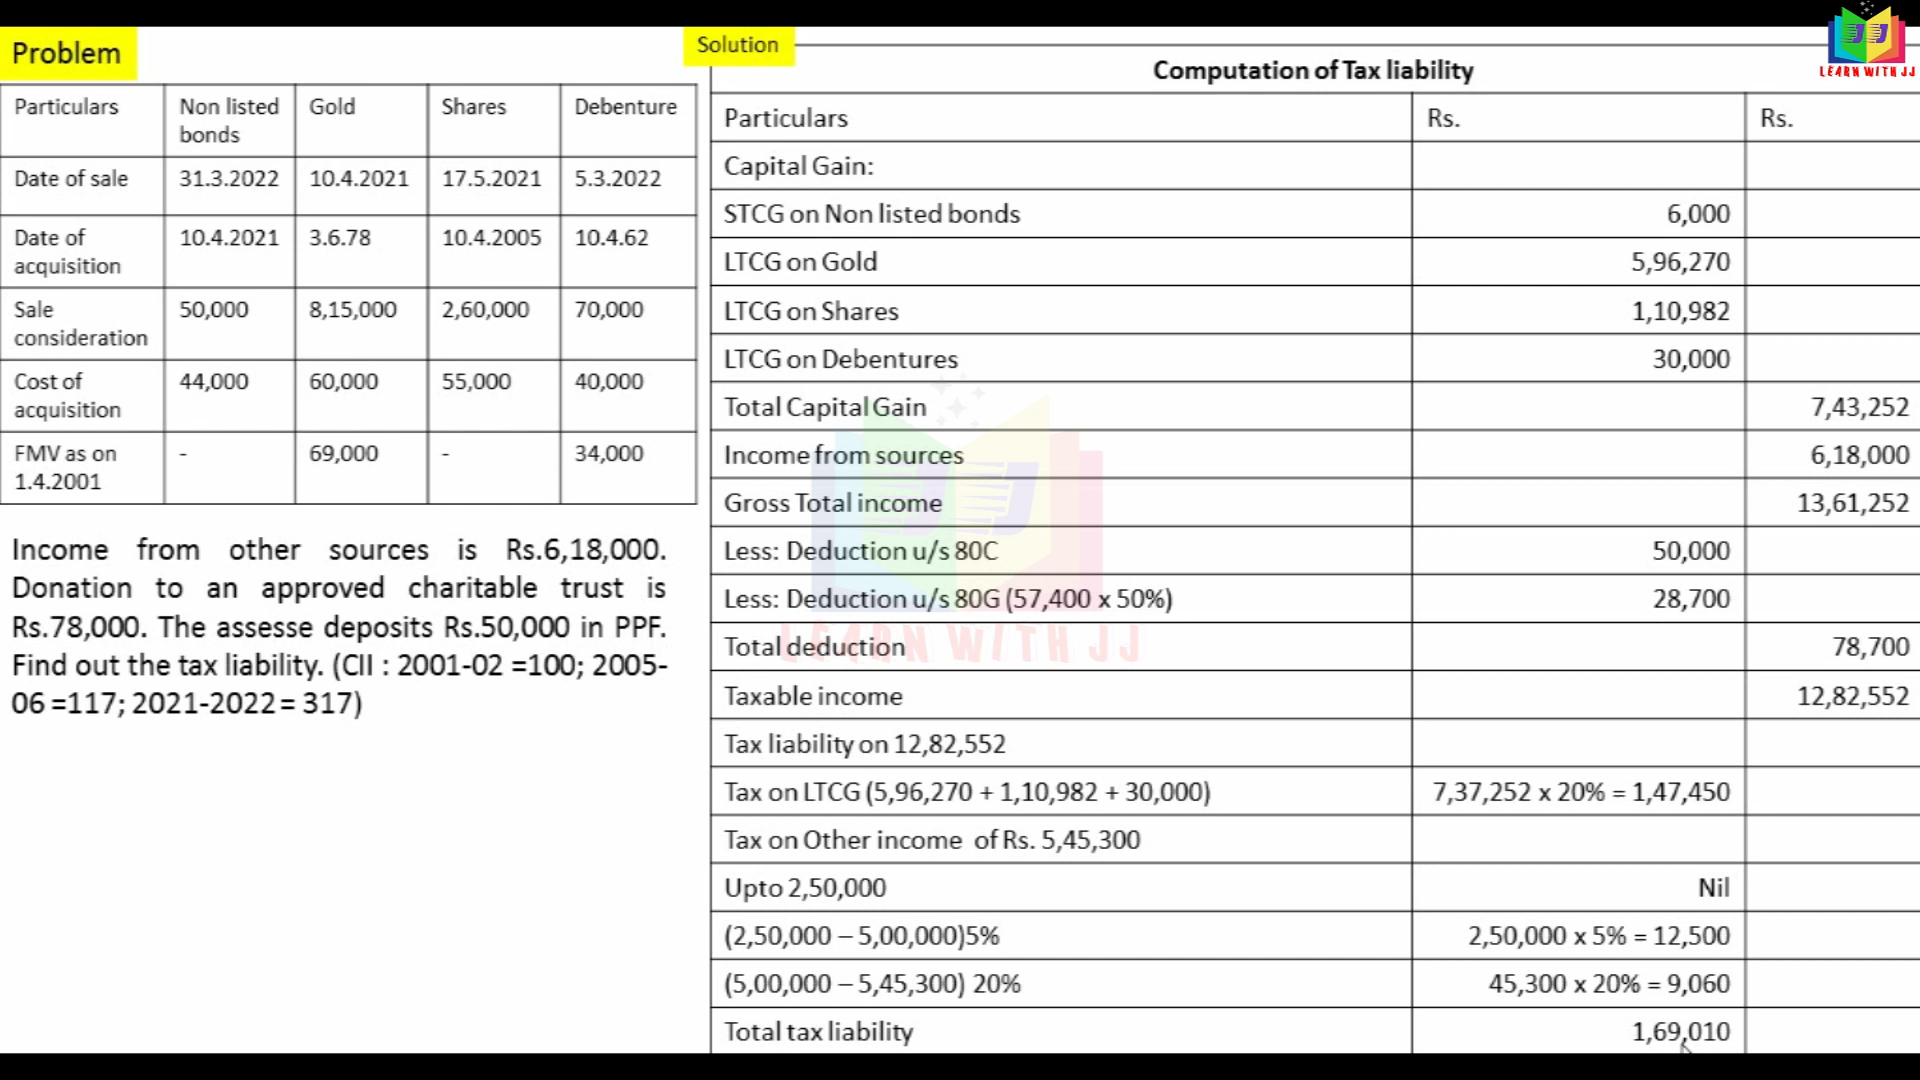 Problem
Particulars Non listed bonds Gold Shares Debenture
Date of sale 31.3.2022 10.4.2021 17.5.2021 5.3.2022
Date of acquisition 10.4.2021 3.6.78 10.4.2005 10.4.62
Sale consideration 50,000 8,15,000 2,60,000 70,000
Cost of acquisition 44,000 60,000 55,000 40,000
FMV as on 1.4.2001 - 69,000 - 34,000
Income from other sources is Rs.6,18,000.
Donation to an approved charitable trust is
Rs.78,000. The assesse deposits Rs.50,000 in PPF.
Find out the tax liability. (CII : 2001-02 =100; 2005-
06 =117; 2021-2022 = 317)
Solution
Computation of Tax liability
Particulars Rs. Rs.
Capital Gain:
STCG on Non listed bonds 6,000
LTCG on Gold 5,96,270
LTCG on Shares 1,10,982
LTCG on Debentures 30,000
Total Capital Gain 7,43,252
Income from sources 6,18,000
Gross Total income 13,61,252
Less: Deduction u/s 80C 50,000
Less: Deduction u/s 80G (57,400 x 50%) 28,700
Total deduction 78,700
Taxable income 12,82,552
Tax liability on 12,82,552
Tax on LTCG (5,96,270 + 1,10,982 + 30,000) 7,37,252 x 20% = 1,47,450
Tax on Other income of Rs. 5,45,300
Upto 2,50,000 Nil
(2,50,000 – 5,00,000)5% 2,50,000 x 5% = 12,500
(5,00,000 – 5,45,300) 20% 45,300 x 20% = 9,060
Total tax liability 1,69,010
JJ
LEARN WITH JJ
JJ
LEARN WITH JJ